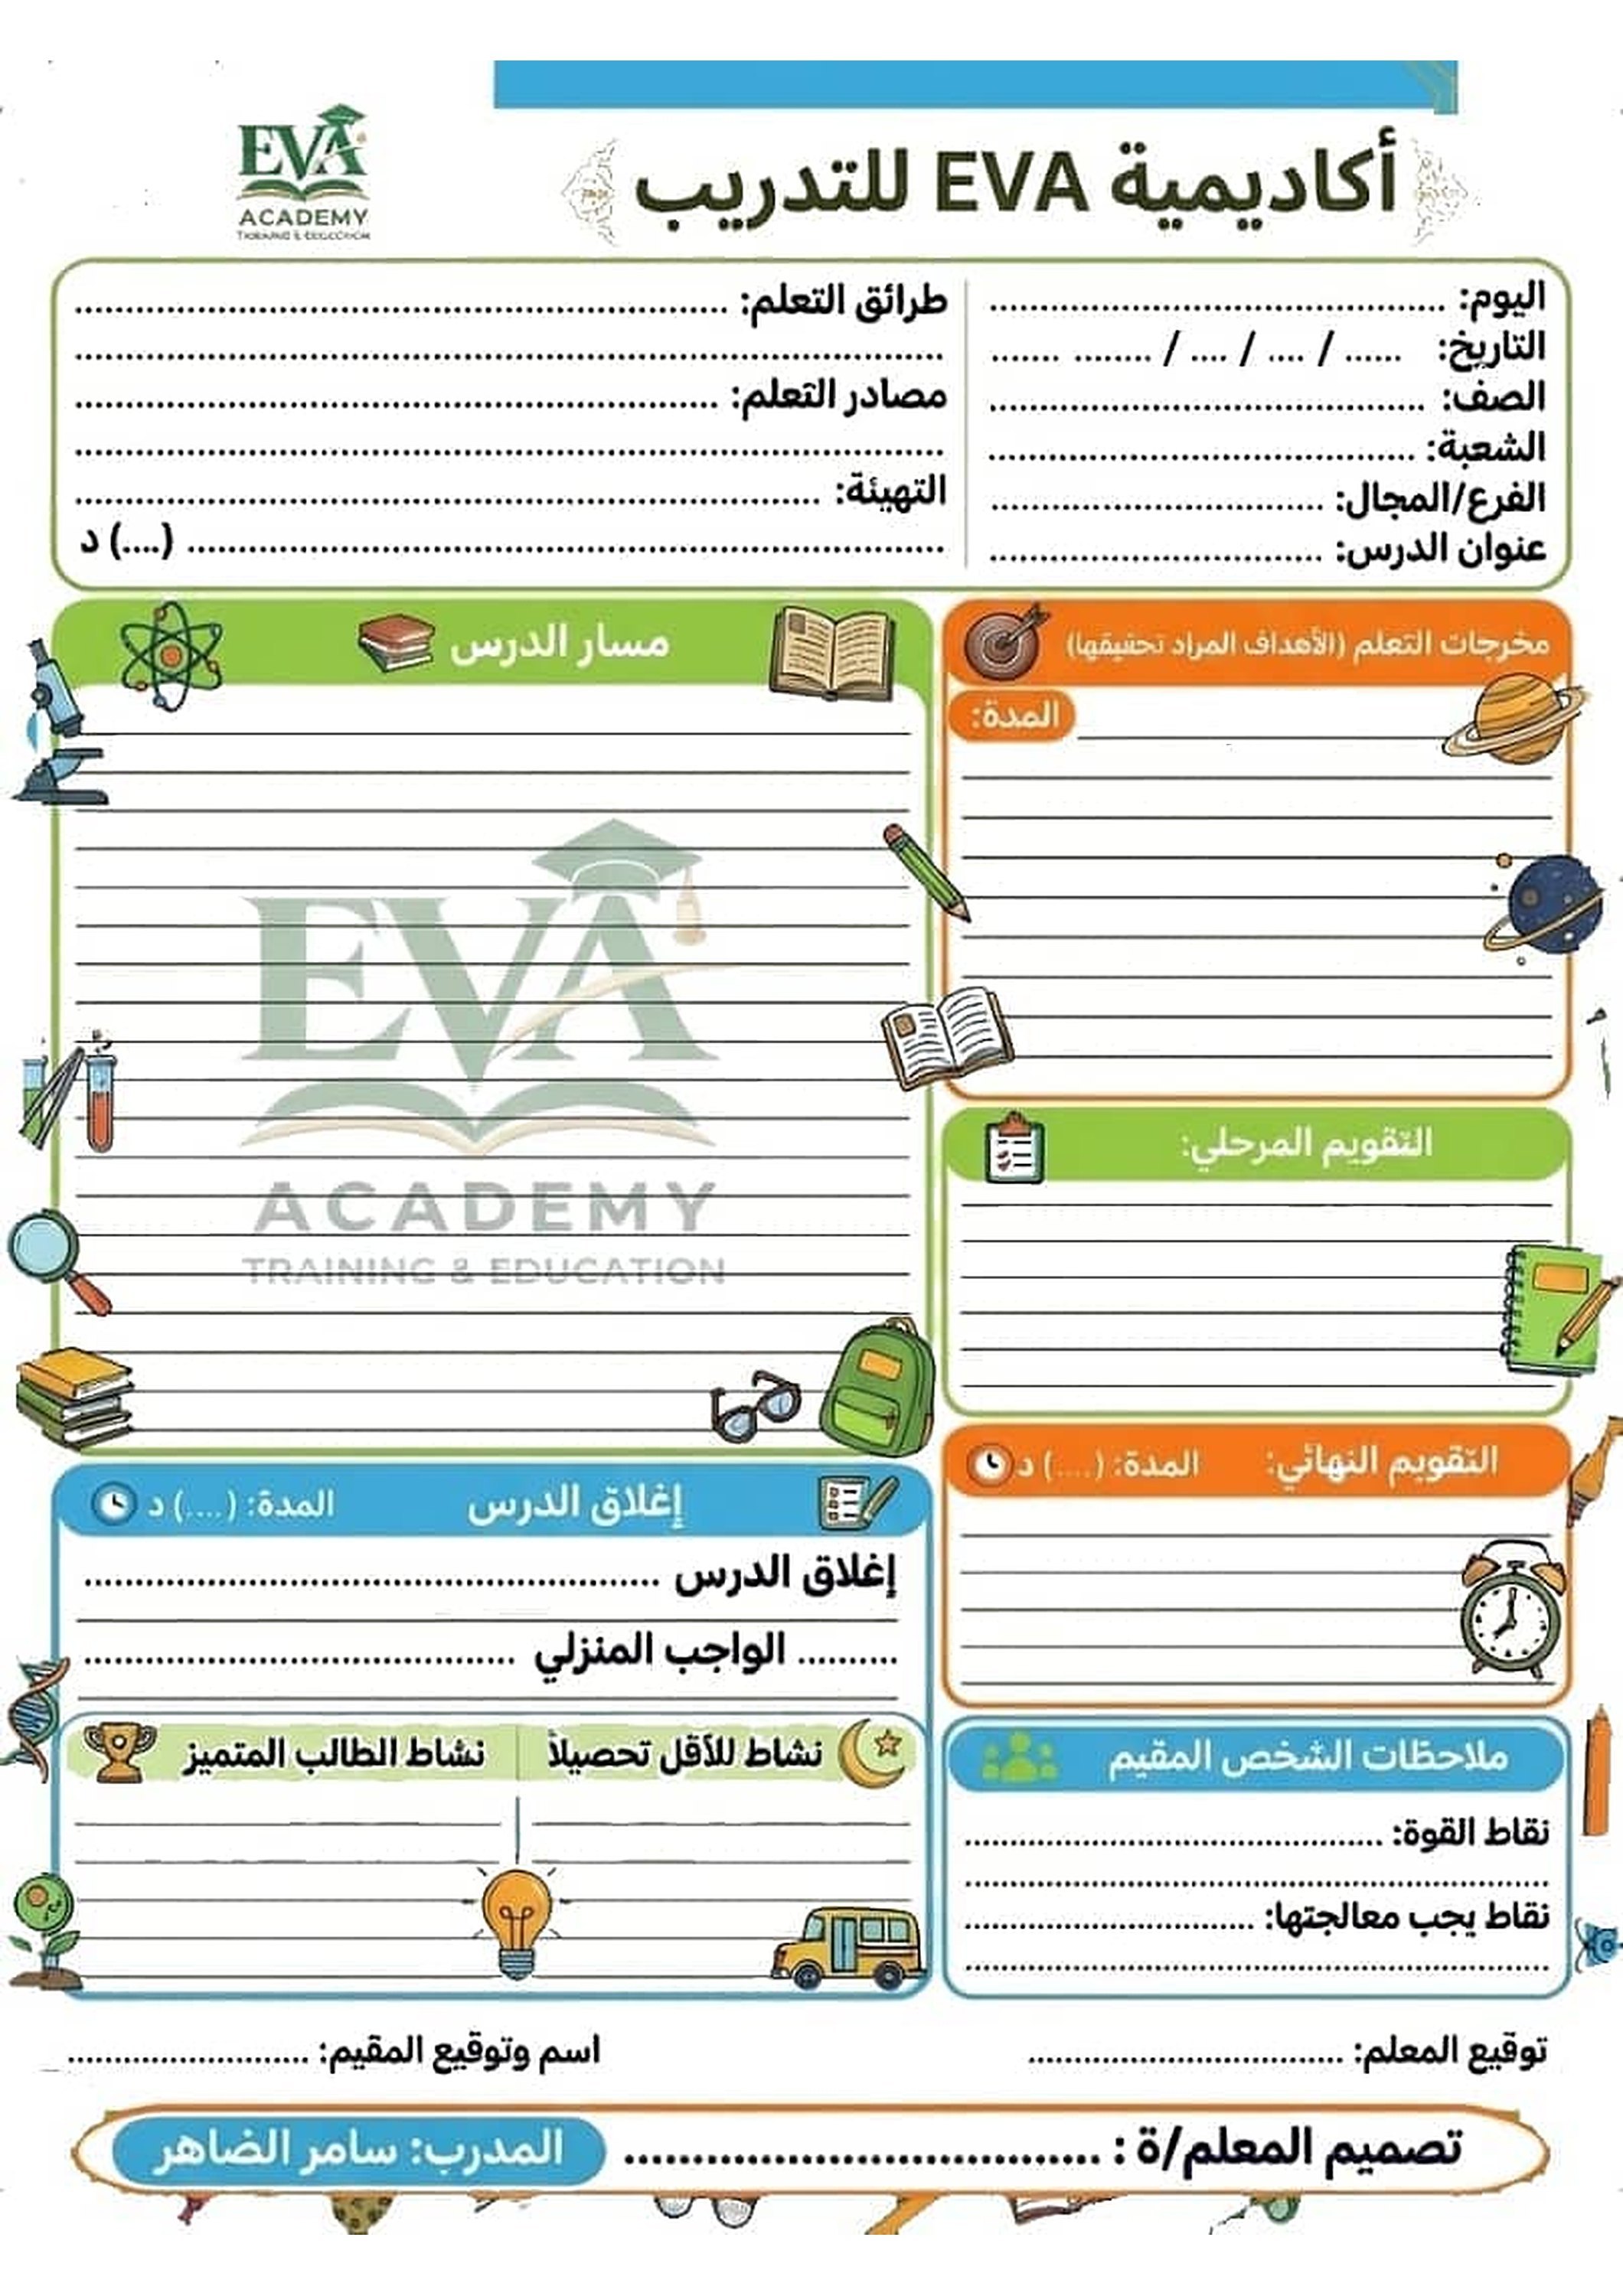 EVA
ACADEMY
TRAINING & EDUCATION
أكاديمية EVA للتدريب
اليوم: ........................................
التاريخ: ...... / .... / .... / ........ .......
الصف: ........................................
الشعبة: ........................................
الفرع/المجال: ........................................
عنوان الدرس: ........................................
طرائق التعلم: ........................................
........................................
مصادر التعلم: ........................................
........................................
التهيئة: ........................................
........................................ (....) د
مخرجات التعلم (الأهداف المراد تحقيقها)
المدة:
مسار الدرس
EVA
ACADEMY
TRAINING & EDUCATION
التقويم المرحلي:
التقويم النهائي: المدة: (....) د
إغلاق الدرس المدة: (....) د
إغلاق الدرس ........................................
.......... الواجب المنزلي ........................................
نشاط للأقل تحصيلاً
نشاط الطالب المتميز
ملاحظات الشخص المقيم
نقاط القوة: ........................................
........................................
نقاط يجب معالجتها: ........................................
........................................
توقيع المعلم: ........................................
اسم وتوقيع المقيم: ........................................
تصميم المعلم/ة : ........................................
المدرب: سامر الضاهر